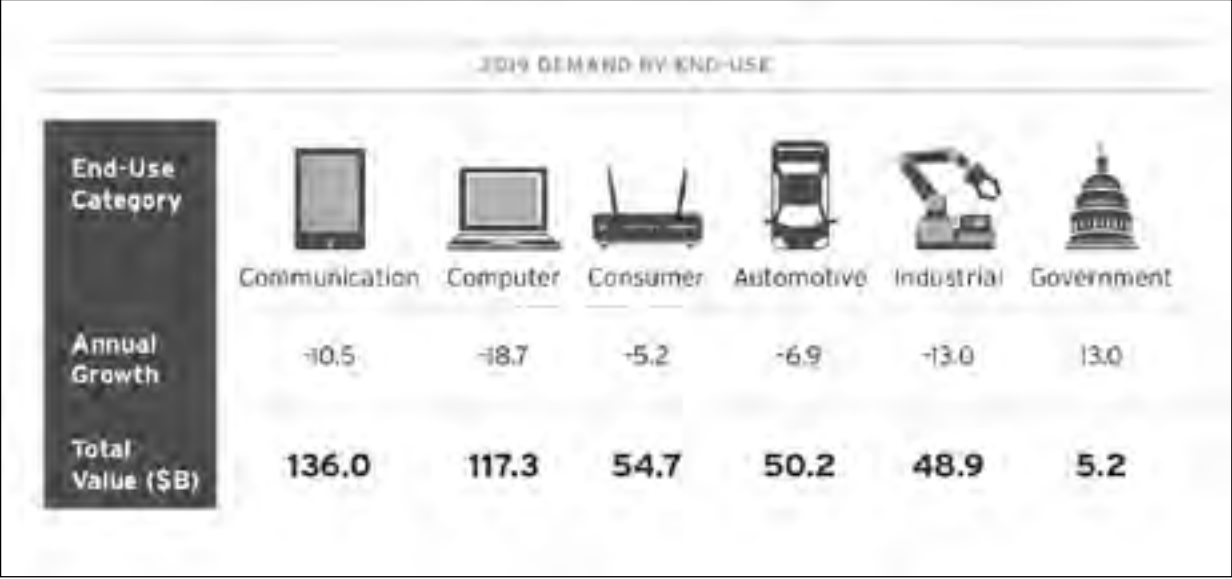 2019 DEMAND BY END-USE
End-Use
Category
Communication Computer Consumer Automotive Industrial Government
Annual
Growth
-10.5 -18.7 -5.2 -6.9 -13.0 13.0
Total
Value ($B)
136.0 117.3 54.7 50.2 48.9 5.2